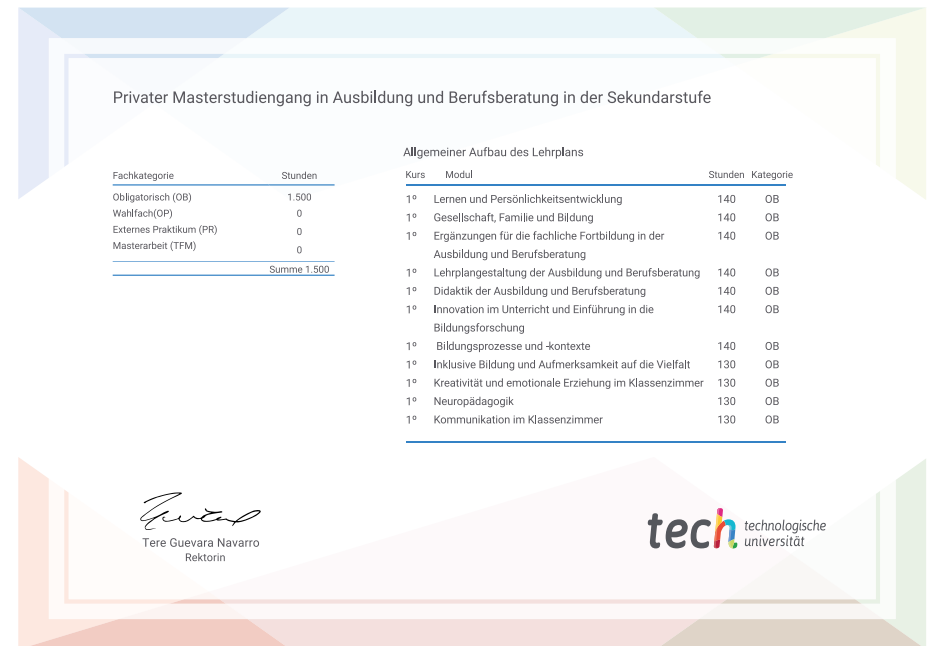 Privater Masterstudiengang in Ausbildung und Berufsberatung in der Sekundarstufe
Fachkategorie Stunden
Obligatorisch (OB) 1.500
Wahlfach(OP) 0
Externes Praktikum (PR) 0
Masterarbeit (TFM) 0
Summe 1.500
Allgemeiner Aufbau des Lehrplans
Kurs Modul Stunden Kategorie
1º Lernen und Persönlichkeitsentwicklung 140 OB
1º Gesellschaft, Familie und Bildung 140 OB
1º Ergänzungen für die fachliche Fortbildung in der 140 OB
Ausbildung und Berufsberatung
1º Lehrplangestaltung der Ausbildung und Berufsberatung 140 OB
1º Didaktik der Ausbildung und Berufsberatung 140 OB
1º Innovation im Unterricht und Einführung in die 140 OB
Bildungsforschung
1º Bildungsprozesse und -kontexte 140 OB
1º Inklusive Bildung und Aufmerksamkeit auf die Vielfalt 130 OB
1º Kreativität und emotionale Erziehung im Klassenzimmer 130 OB
1º Neuropädagogik 130 OB
1º Kommunikation im Klassenzimmer 130 OB
Tere Guevara Navarro
Rektorin
tech technologische
universität